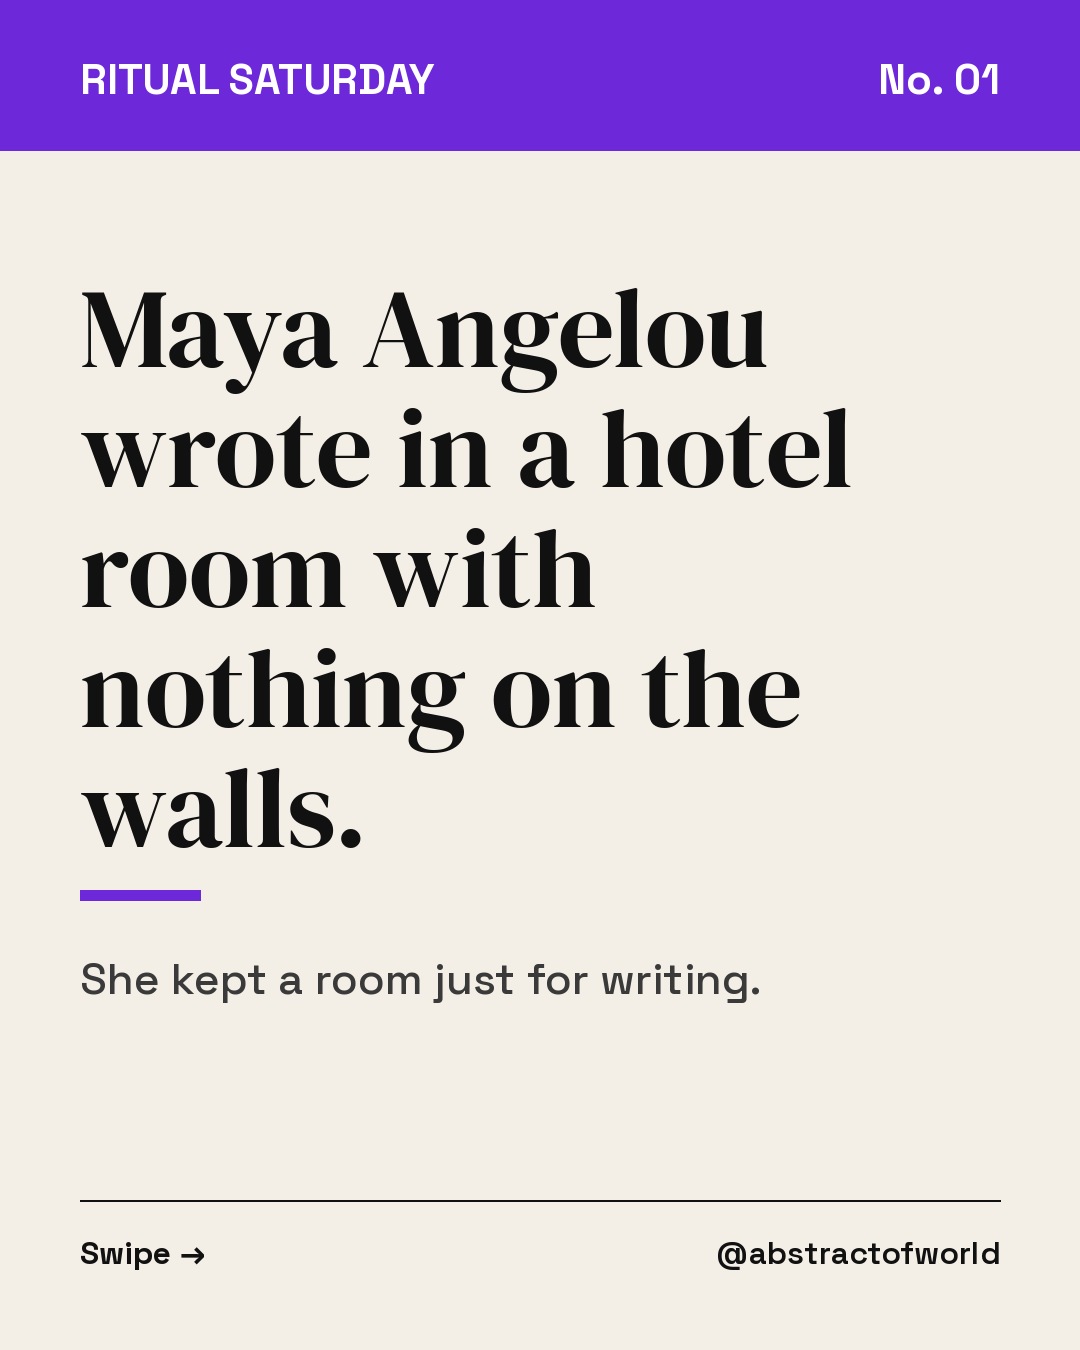 RITUAL SATURDAY
No. 01
Maya Angelou
wrote in a hotel
room with
nothing on the
walls.
She kept a room just for writing.
Swipe →
@abstractofworld